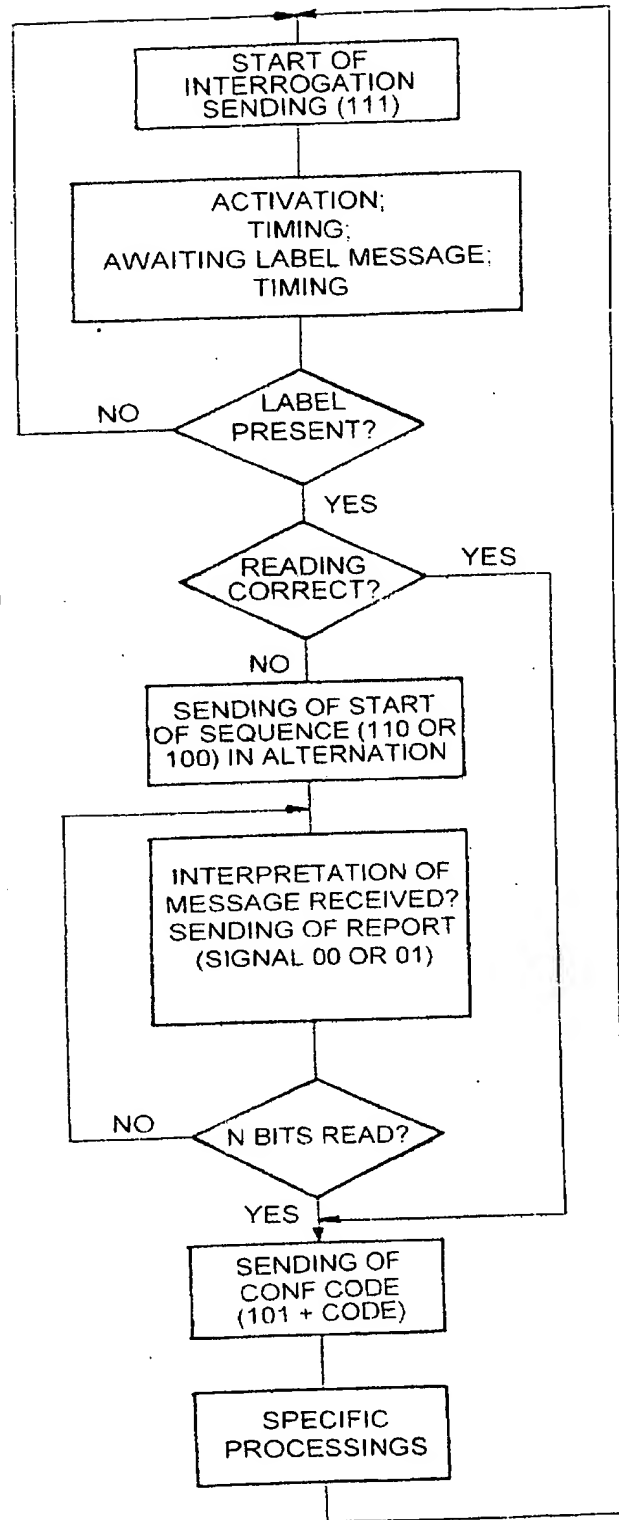 START OF
INTERROGATION
SENDING (111)
ACTIVATION;
TIMING;
AWAITING LABEL MESSAGE;
TIMING
NO
LABEL
PRESENT?
YES
READING
CORRECT?
YES
NO
SENDING OF START
OF SEQUENCE (110 OR
100) IN ALTERNATION
INTERPRETATION OF
MESSAGE RECEIVED?
SENDING OF REPORT
(SIGNAL 00 OR 01)
NO
N BITS READ?
YES
SENDING OF
CONF CODE
(101 + CODE)
SPECIFIC
PROCESSINGS